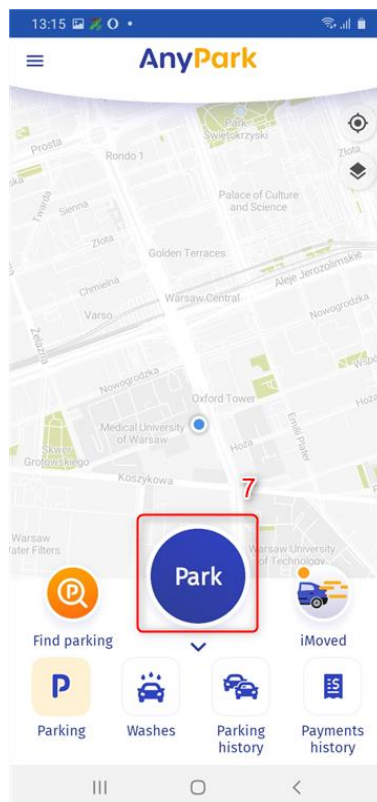 13:15
AnyPark
Park
Świętokrzyski
Prosta
Rondo 1
Złota
Twarda
Sienna
Palace of Culture
and Science
Złota
Golden Terraces
Chmielna
Aleje Jerozolimskie
Warsaw Central
Varso
Nowogrodzka
Żelazna
Nowogrodzka
Oxford Tower
Hoża
Medical University
of Warsaw
Emilii Plater
Skwer
Grotowskiego
Hoża
Koszykowa
7
Warsaw
Water Filters
Park
Warsaw University
of Technology
P
Find parking
iMoved
P
Parking
Washes
Parking
history
Payments
history